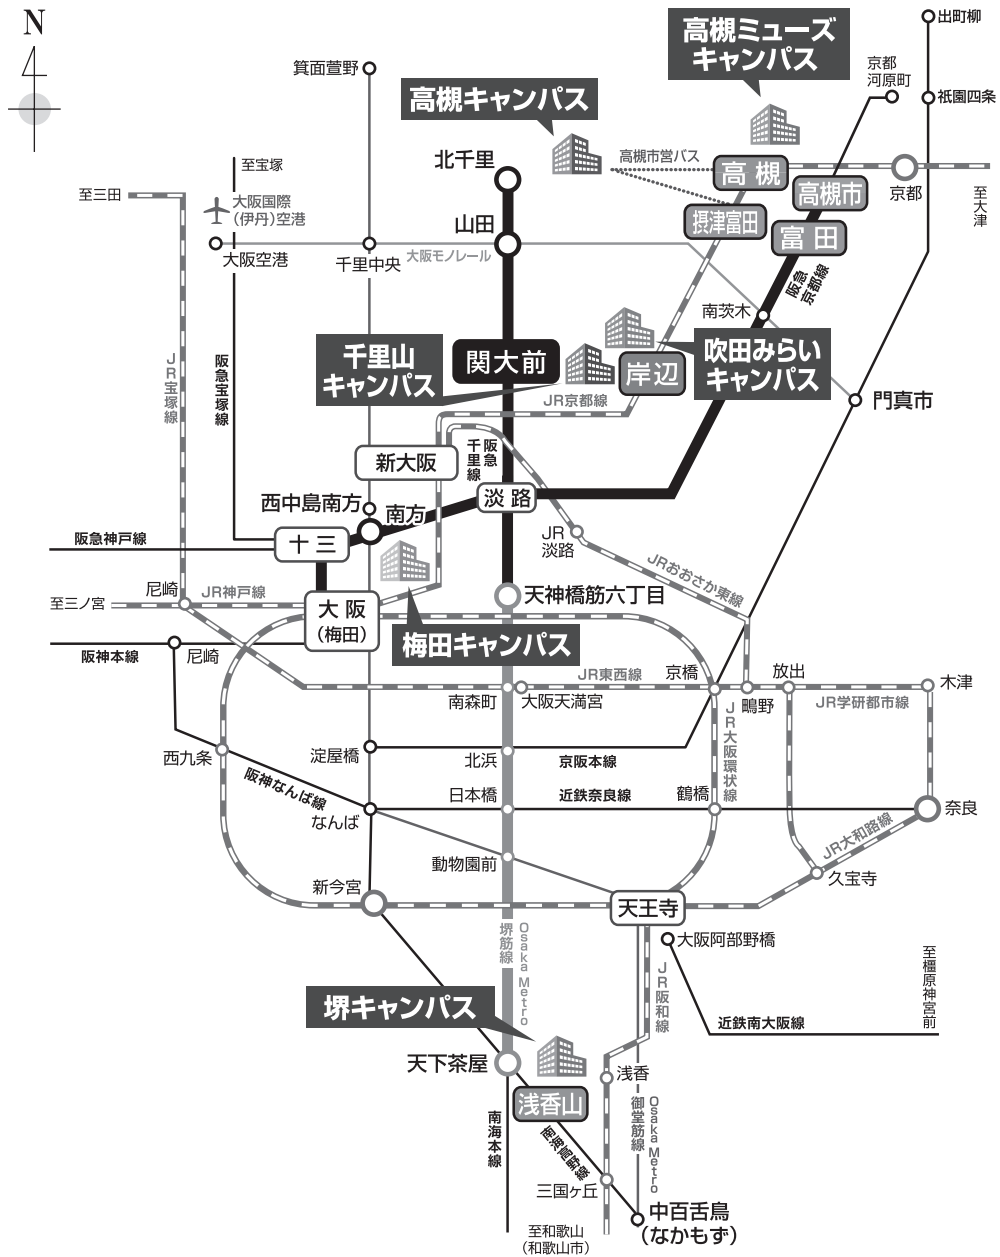 N
出町柳
高槻ミューズ
キャンパス
京都
河原町
箕面萱野
祇園四条
高槻キャンパス
高槻市営バス
北千里
至宝塚
高槻
高槻市
京都
至大津
至三田
大阪国際
(伊丹)空港
摂津富田
富田
山田
大阪空港
千里中央
大阪モノレール
阪急
京都線
南茨木
千里山
キャンパス
関大前
吹田みらい
キャンパス
岸辺
JR宝塚線
阪急宝塚線
JR京都線
門真市
新大阪
阪急
千里線
西中島南方
南方
淡路
十三
阪急神戸線
JR
淡路
JRおおさか東線
尼崎
JR神戸線
至三ノ宮
大阪
(梅田)
天神橋筋六丁目
梅田キャンパス
阪神本線
尼崎
JR東西線
京橋
放出
木津
南森町
大阪天満宮
鴫野
JR学研都市線
JR大阪環状線
西九条
淀屋橋
北浜
京阪本線
阪神なんば線
日本橋
近鉄奈良線
鶴橋
奈良
なんば
JR大和路線
動物園前
久宝寺
新今宮
天王寺
堺筋線
Osaka Metro
大阪阿部野橋
JR阪和線
至橿原神宮前
堺キャンパス
近鉄南大阪線
天下茶屋
浅香
浅香山
御堂筋線
Osaka Metro
南海本線
南海高野線
三国ヶ丘
中百舌鳥
(なかもず)
至和歌山
(和歌山市)